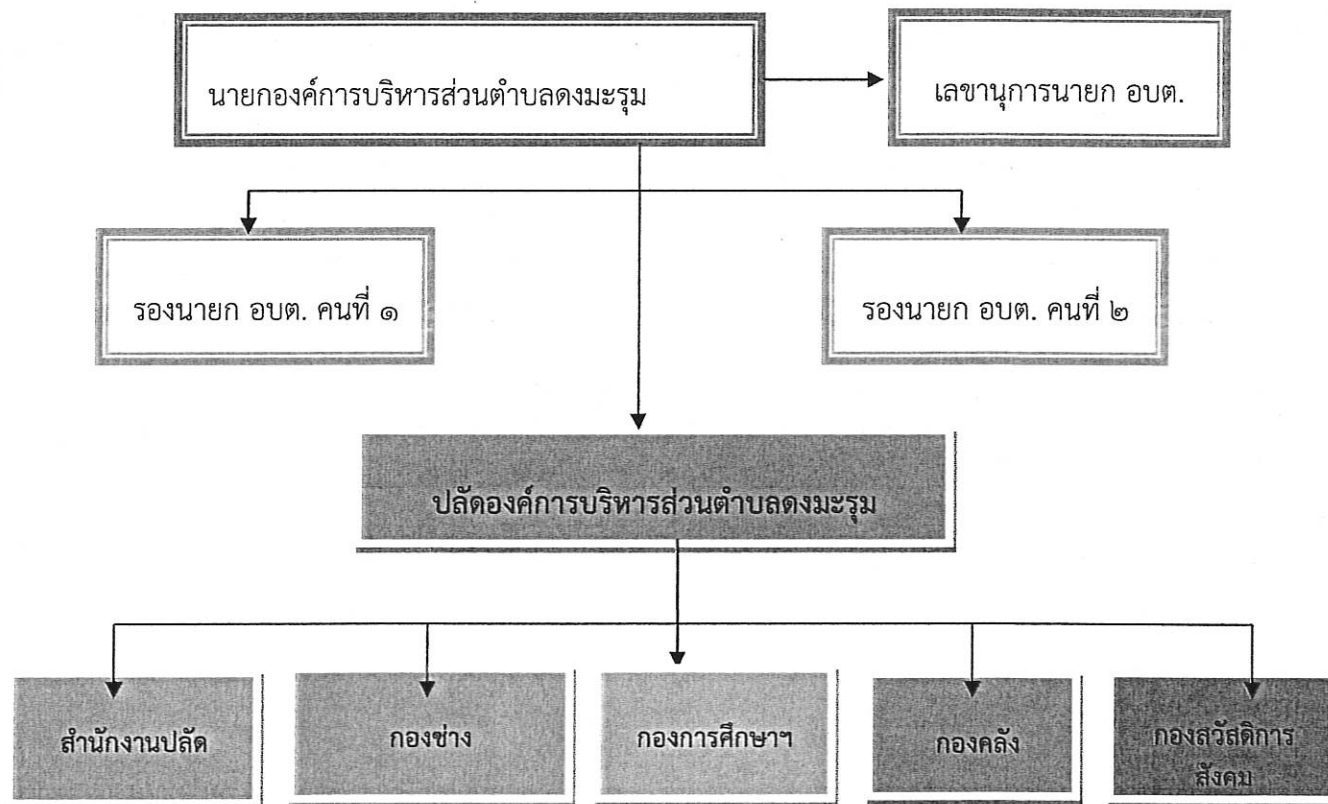 นายกองค์การบริหารส่วนตำบลดงมะรุม
เลขานุการนายก อบต.
รองนายก อบต. คนที่ ๑
รองนายก อบต. คนที่ ๒
ปลัดองค์การบริหารส่วนตำบลดงมะรุม
สำนักงานปลัด
กองช่าง
กองการศึกษาฯ
กองคลัง
กองสวัสดิการ
สังคม